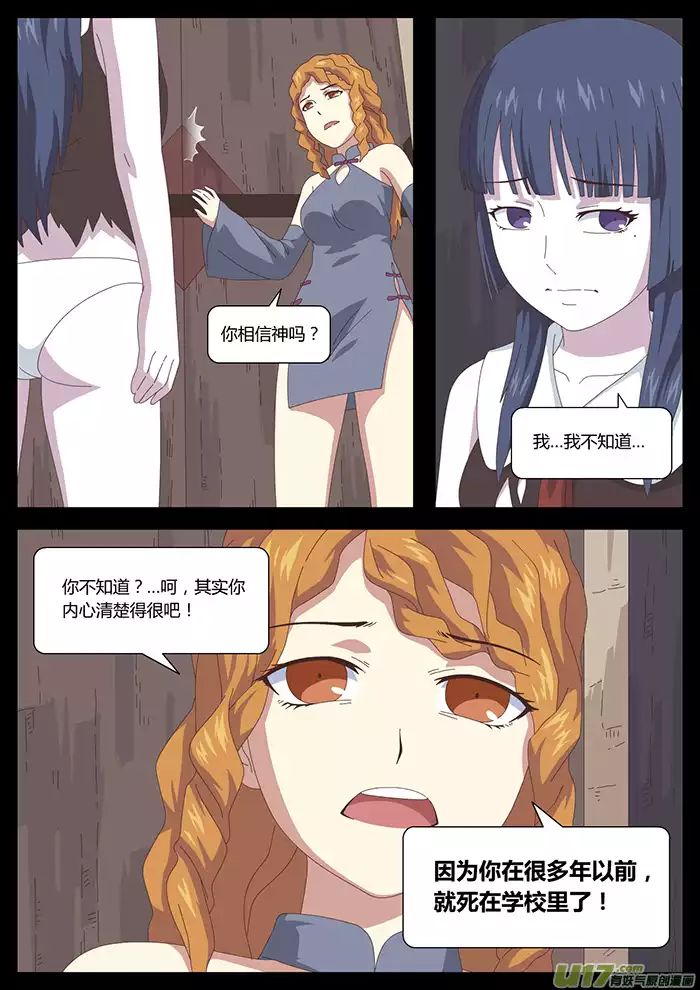 你相信神吗？
我...我不知道...
你不知道？...呵，其实你
内心清楚得很吧！
因为你在很多年以前，
就死在学校里了！
U17.com
有妖气原创漫画